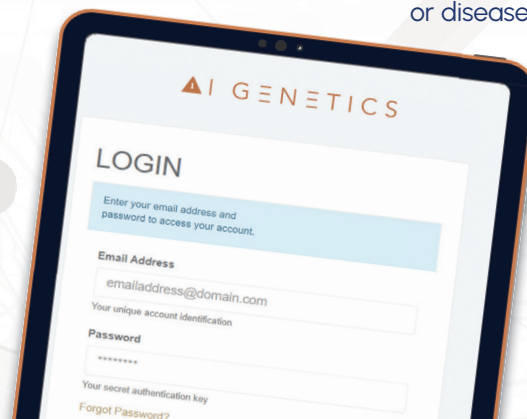 or disease
AI GENETICS
LOGIN
Enter your email address and
password to access your account.
Email Address
emailaddress@domain.com
Your unique account identification
Password
********
Your secret authentication key
Forgot Password?